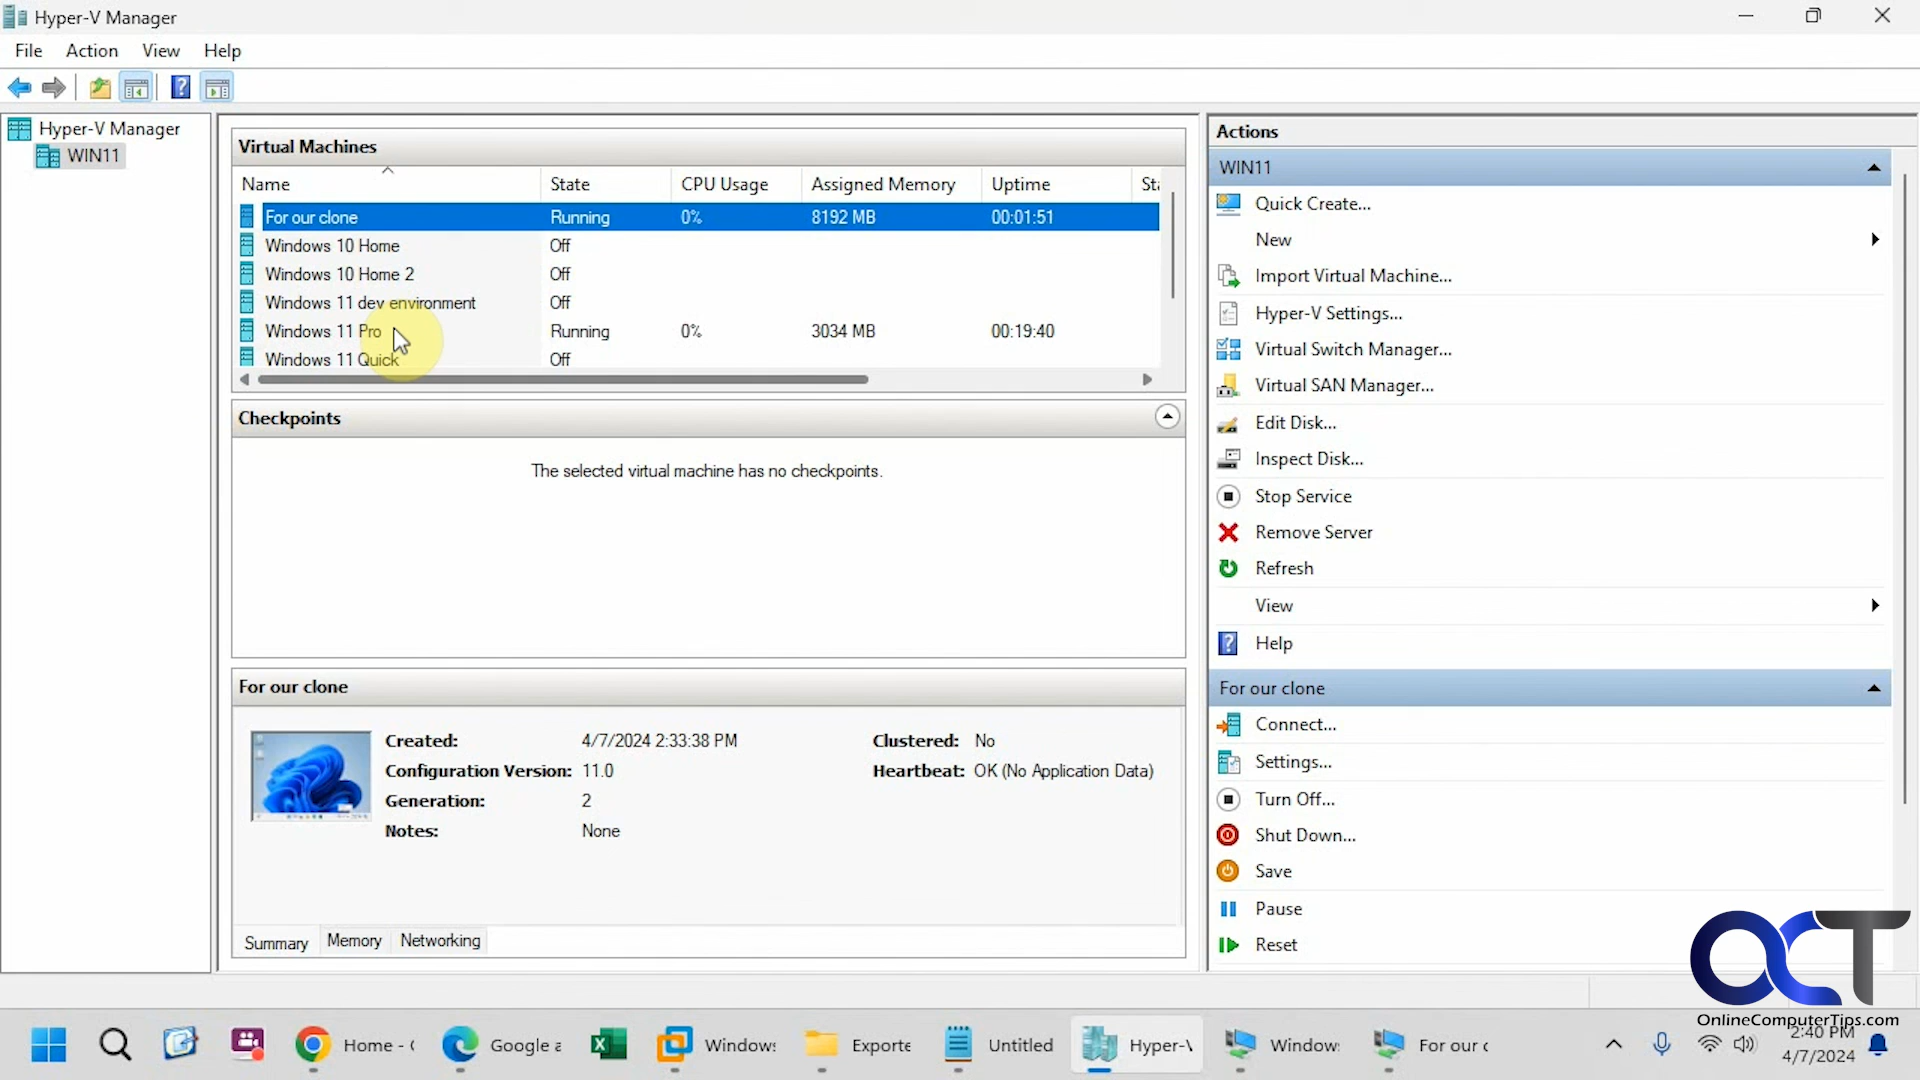 Hyper-V Manager
File Action View Help
Hyper-V Manager
WIN11
Virtual Machines
Name State CPU Usage Assigned Memory Uptime
For our clone Running 0% 8192 MB 00:01:51
Windows 10 Home Off
Windows 10 Home 2 Off
Windows 11 dev environment Off
Windows 11 Pro Running 0% 3034 MB 00:19:40
Windows 11 Quick Off
Checkpoints
The selected virtual machine has no checkpoints.
For our clone
Created: 4/7/2024 2:33:38 PM Clustered: No
Configuration Version: 11.0 Heartbeat: OK (No Application Data)
Generation: 2
Notes: None
Summary Memory Networking
Actions
WIN11
Quick Create...
New
Import Virtual Machine...
Hyper-V Settings...
Virtual Switch Manager...
Virtual SAN Manager...
Edit Disk...
Inspect Disk...
Stop Service
Remove Server
Refresh
View
Help
For our clone
Connect...
Settings...
Turn Off...
Shut Down...
Save
Pause
Reset
OCT
OnlineComputerTips.com
Home - Google a Windows Exporte Untitled Hyper-V Window For our c
2:40 PM
4/7/2024